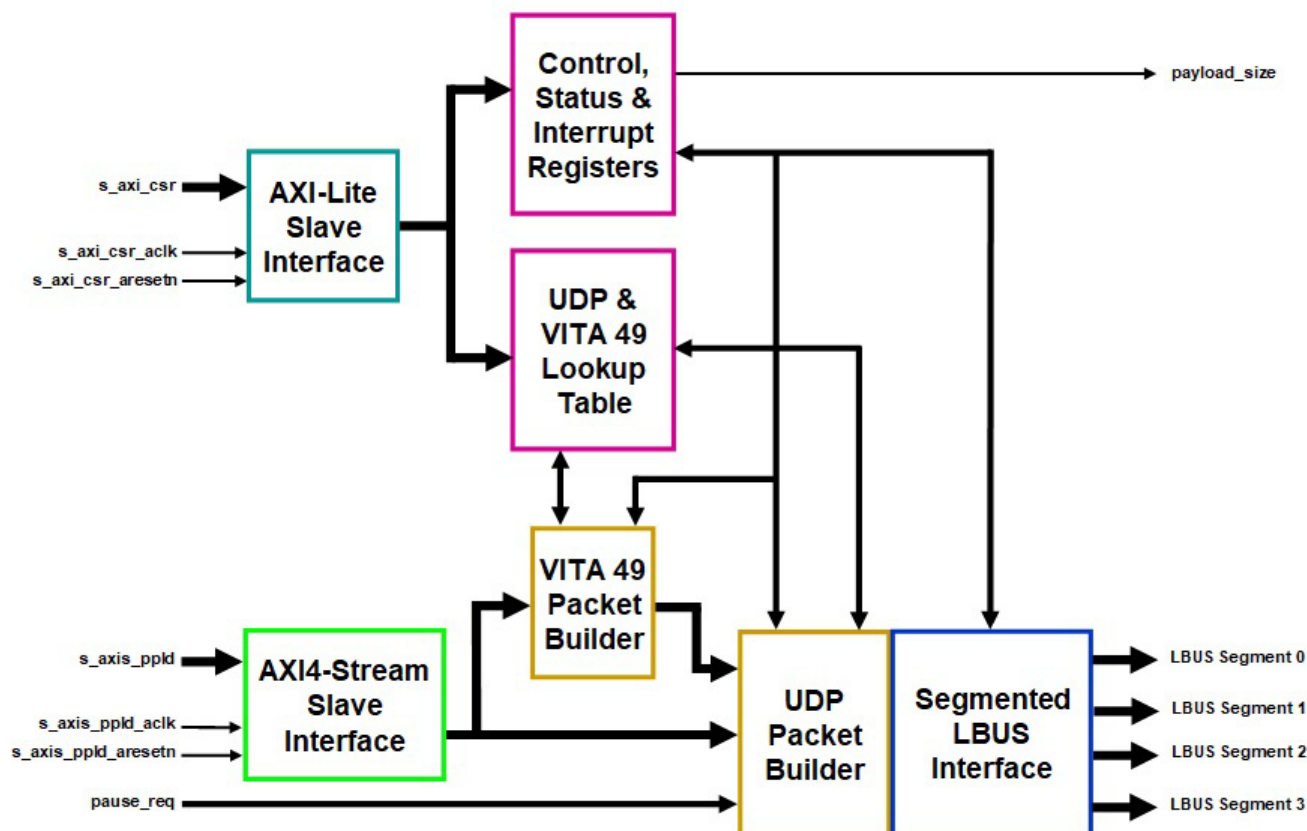 Control,
Status &
Interrupt
Registers
payload_size
s_axi_csr
s_axi_csr_aclk
s_axi_csr_aresetn
AXI-Lite
Slave
Interface
UDP &
VITA 49
Lookup
Table
VITA 49
Packet
Builder
s_axis_ppld
s_axis_ppld_aclk
s_axis_ppld_aresetn
pause_req
AXI4-Stream
Slave
Interface
UDP
Packet
Builder
Segmented
LBUS
Interface
LBUS Segment 0
LBUS Segment 1
LBUS Segment 2
LBUS Segment 3